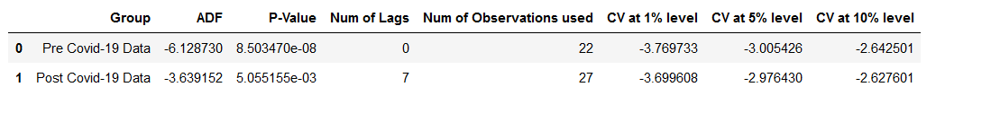 Group ADF P-Value Num of Lags Num of Observations used CV at 1% level CV at 5% level CV at 10% level
0 Pre Covid-19 Data -6.128730 8.503470e-08 0 22 -3.769733 -3.005426 -2.642501
1 Post Covid-19 Data -3.639152 5.055155e-03 7 27 -3.699608 -2.976430 -2.627601